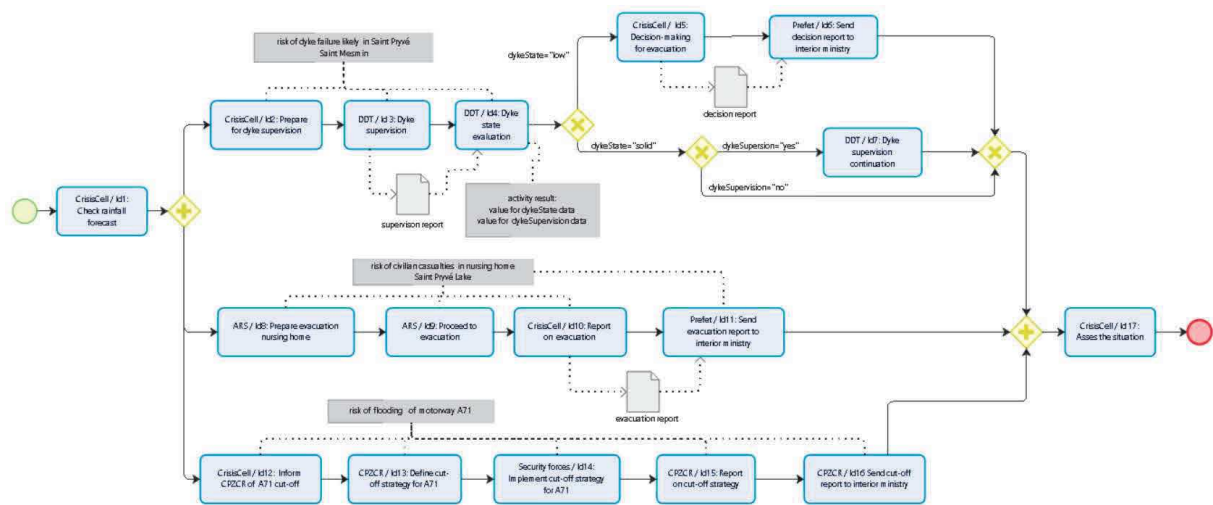 risk of dyke failure likely in Saint Pryvé
Saint Mesmin
CrisisCell / Id5:
Decision-making
for evacuation
Prefet / Id6: Send
decision report to
interior ministry
dykeState="low"
decision report
CrisisCell / Id2: Prepare
for dyke supervision
DDT / Id 3: Dyke
supervision
DDT / Id4: Dyke
state
evaluation
dykeState="solid"
dykeSupersion="yes"
DDT / Id7: Dyke
supervision
continuation
dykeSupervision="no"
supervison report
activity result:
value for dykeState data
value for dykeSupervision data
CrisisCell / Id1:
Check rainfall
forecast
risk of civilian casualties in nursing home
Saint Pryvé Lake
ARS / Id8: Prepare evacuation
nursing home
ARS / Id9: Proceed to
evacuation
CrisisCell / Id10: Report
on evacuation
Prefet / Id11: Send
evacuation report to
interior ministry
CrisisCell / Id17:
Asses the situation
evacuation report
risk of flooding of motorway A71
CrisisCell / Id12: Inform
CPZCR of A71 cut-off
CPZCR / Id13: Define cut-
off strategy for A71
Security forces / Id14:
Implement cut-off strategy
for A71
CPZCR / Id15: Report
on cut-off strategy
CPZCR / Id16 Send cut-off
report to interior ministry